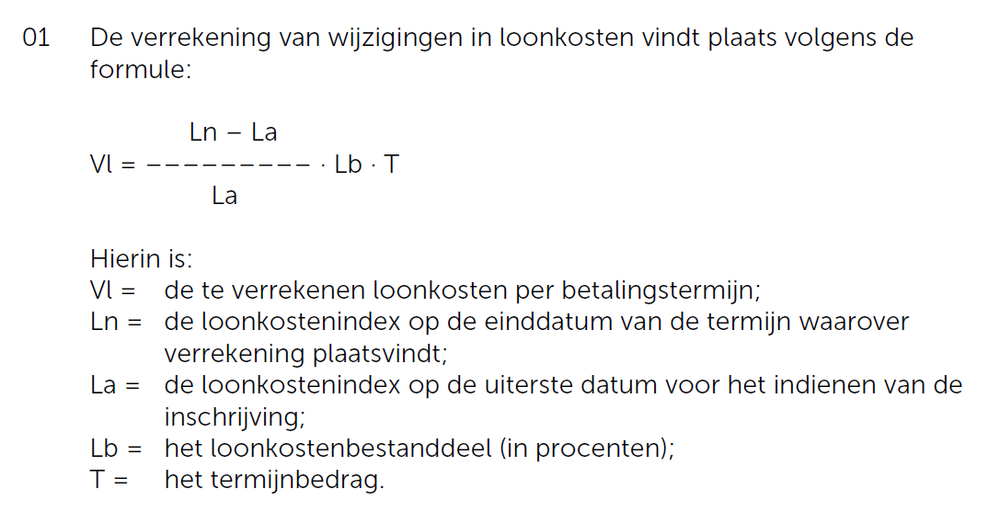 01 De verrekening van wijzigingen in loonkosten vindt plaats volgens de
formule:
Ln – La
Vl = – – – – – – – – – · Lb · T
La
Hierin is:
Vl = de te verrekenen loonkosten per betalingstermijn;
Ln = de loonkostenindex op de einddatum van de termijn waarover
verrekening plaatsvindt;
La = de loonkostenindex op de uiterste datum voor het indienen van de
inschrijving;
Lb = het loonkostenbestanddeel (in procenten);
T = het termijnbedrag.